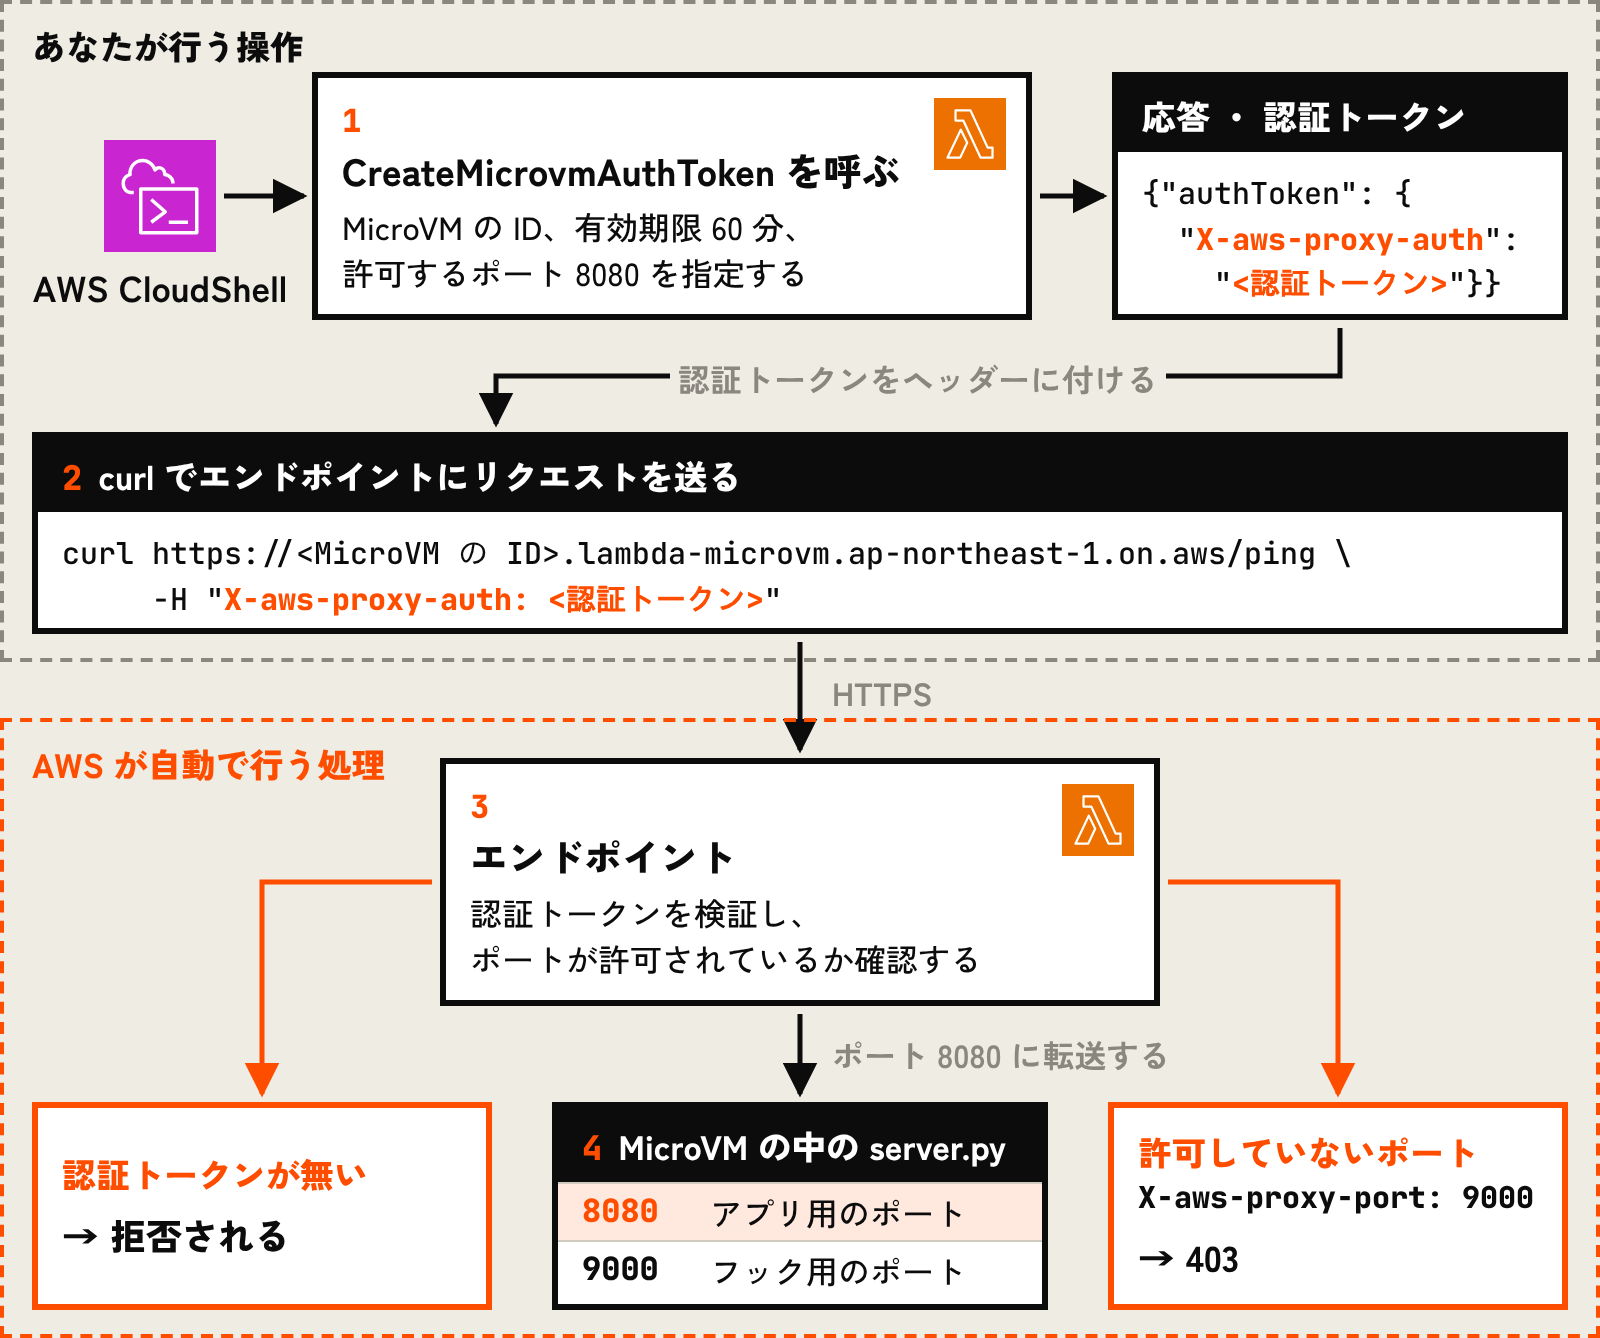 あなたが行う操作
AWS CloudShell
1
CreateMicrovmAuthToken を呼ぶ
MicroVM の ID、有効期限 60 分、
許可するポート 8080 を指定する
応答 ・ 認証トークン
{"authToken": {
"X-aws-proxy-auth":
"<認証トークン>"}}
認証トークンをヘッダーに付ける
2 curl でエンドポイントにリクエストを送る
curl https://<MicroVM の ID>.lambda-microvm.ap-northeast-1.on.aws/ping \
-H "X-aws-proxy-auth: <認証トークン>"
HTTPS
AWS が自動で行う処理
3
エンドポイント
認証トークンを検証し、
ポートが許可されているか確認する
ポート 8080 に転送する
認証トークンが無い
→ 拒否される
4 MicroVM の中の server.py
8080 アプリ用のポート
9000 フック用のポート
許可していないポート
X-aws-proxy-port: 9000
→ 403